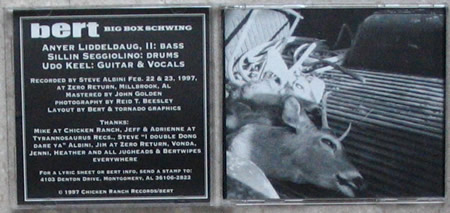 bert BIG BOX SCHWING
ANYER LIDDELDAUG, II: BASS
SILLIN SEGGIOLINO: DRUMS
UDO KEEL: GUITAR & VOCALS
RECORDED BY STEVE ALBINI FEB. 22 & 23, 1997,
AT ZERO RETURN, MILLBROOK, AL
MASTERED BY JOHN GOLDEN
PHOTOGRAPHY BY REID T. BEESLEY
LAYOUT BY BERT & TORNADO GRAPHICS
THANKS:
MIKE AT CHICKEN RANCH, JEFF & ADRIENNE AT
TYRANNOSAURUS RECS., STEVE "I DOUBLE DONG
DARE YA" ALBINI, JIM AT ZERO RETURN, VONDA,
JENNI, HEATHER AND ALL JUGHEADS & BERTWIPES
EVERYWHERE
FOR A LYRIC SHEET OR BERT INFO, SEND A STAMP TO:
4103 DENTON DRIVE, MONTGOMERY, AL 36106-2823
© 1997 CHICKEN RANCH RECORDS/BERT